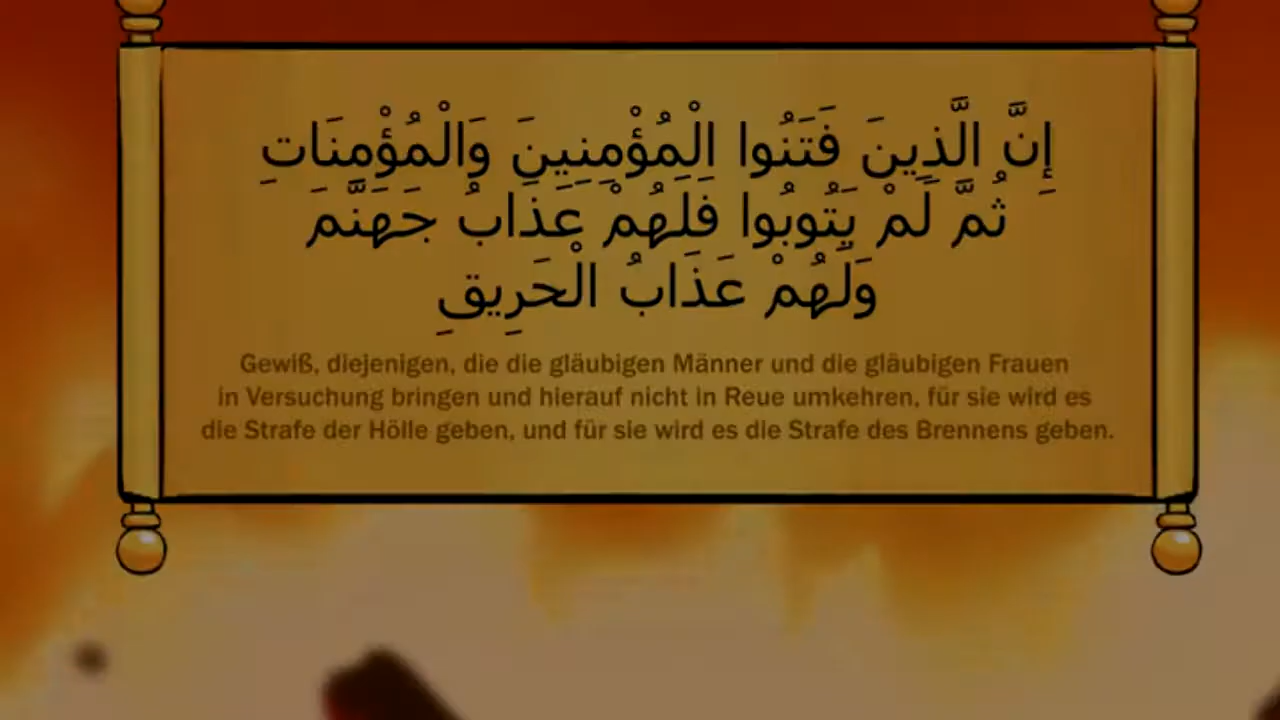 إِنَّ الَّذِينَ فَتَنُوا الْمُؤْمِنِينَ وَالْمُؤْمِنَاتِ
ثُمَّ لَمْ يَتُوبُوا فَلَهُمْ عَذَابُ جَهَنَّمَ
وَلَهُمْ عَذَابُ الْحَرِيقِ
Gewiß, diejenigen, die die gläubigen Männer und die gläubigen Frauen
in Versuchung bringen und hierauf nicht in Reue umkehren, für sie wird es
die Strafe der Hölle geben, und für sie wird es die Strafe des Brennens geben.